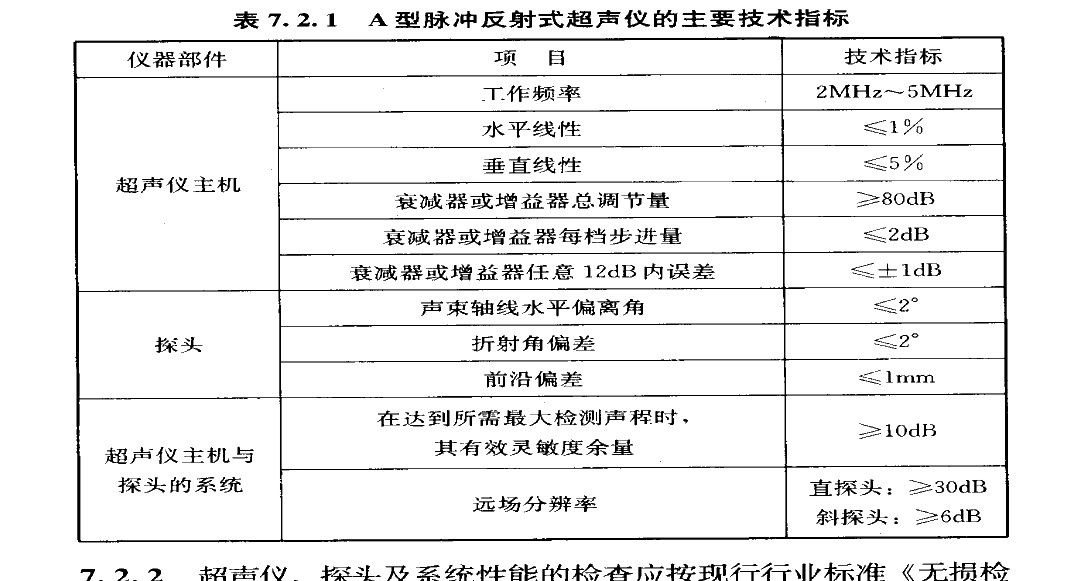 表 7.2.1 A 型脉冲反射式超声仪的主要技术指标
仪器部件 项 目 技术指标
工作频率 2MHz～5MHz
水平线性 ≤1%
垂直线性 ≤5%
超声仪主机
衰减器或增益器总调节量 ≥80dB
衰减器或增益器每档步进量 ≤2dB
衰减器或增益器任意 12dB 内误差 ≤±1dB
声束轴线水平偏离角 ≤2°
探头 折射角偏差 ≤2°
前沿偏差 ≤1mm
在达到所需最大检测声程时，
其有效灵敏度余量 ≥10dB
超声仪主机与
探头的系统
远场分辨率
直探头：≥30dB
斜探头：≥6dB
7.2.2 超声仪、探头及系统性能的检查应按现行行业标准《无损检